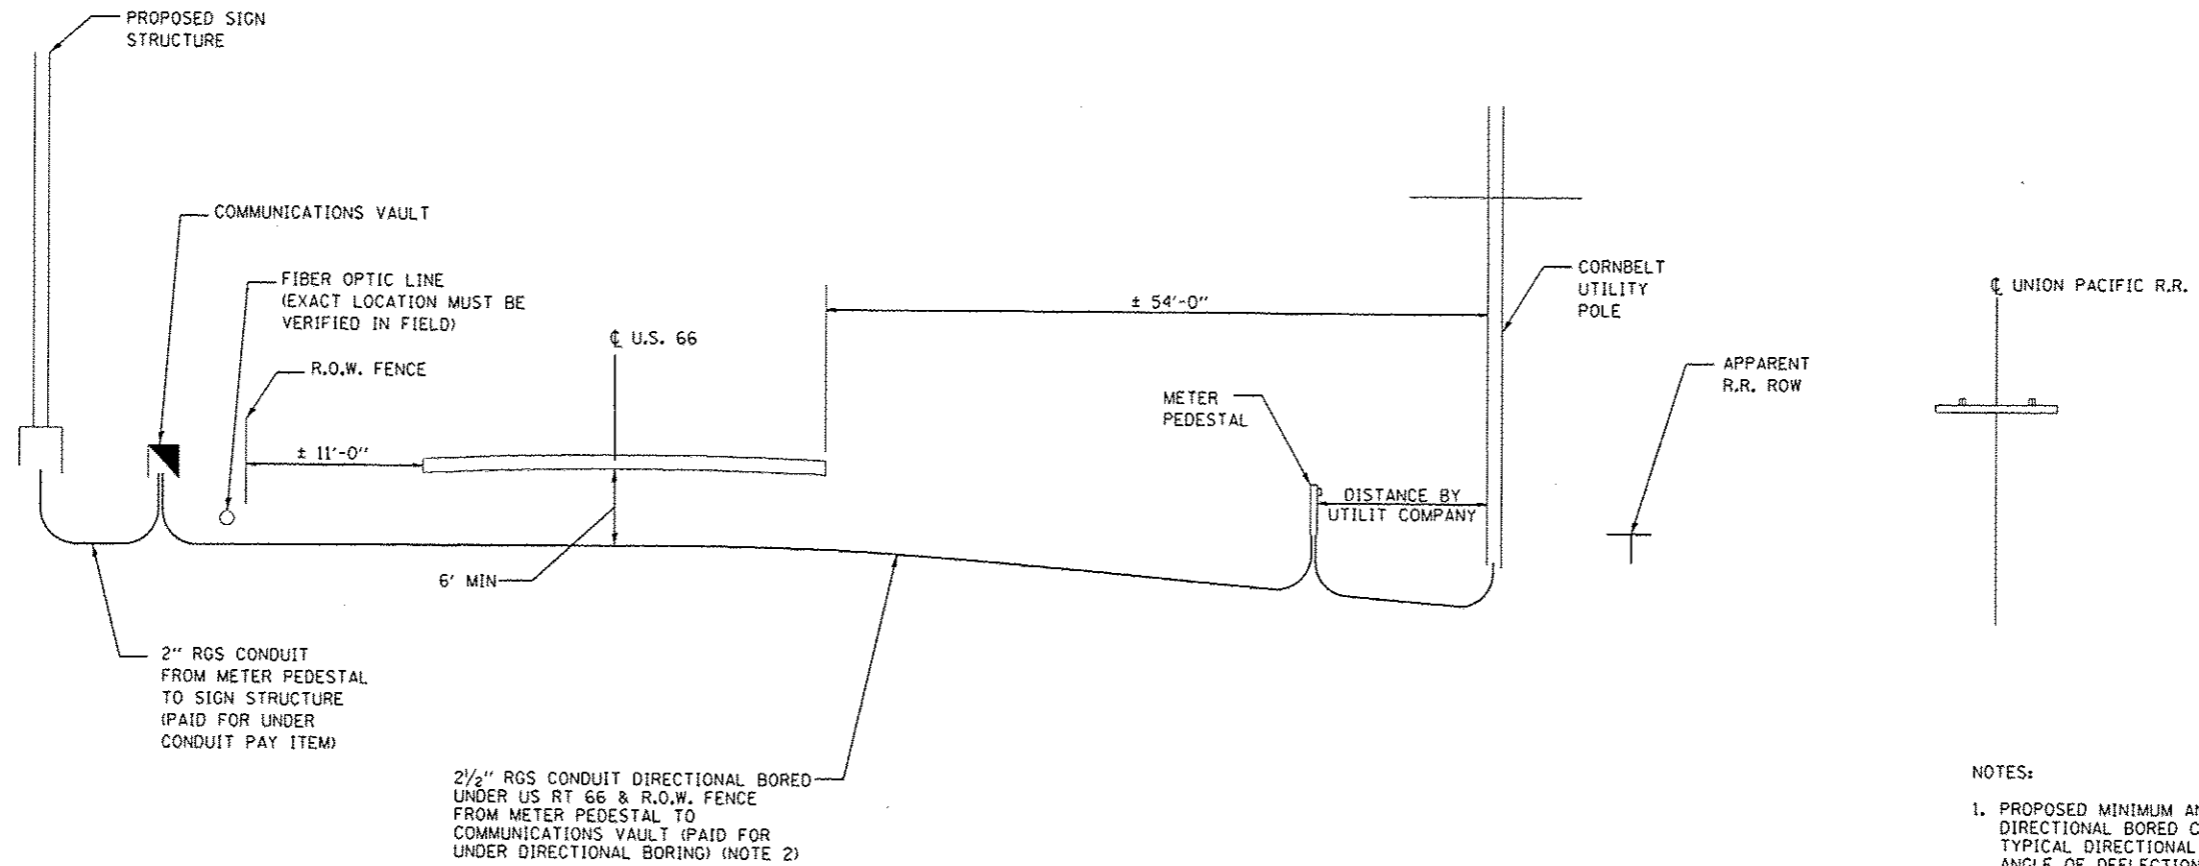 PROPOSED SIGN
STRUCTURE
COMMUNICATIONS VAULT
FIBER OPTIC LINE
(EXACT LOCATION MUST BE
VERIFIED IN FIELD)
R.O.W. FENCE
℄ U.S. 66
± 54'-0"
CORNBELT
UTILITY
POLE
℄ UNION PACIFIC R.R.
APPARENT
R.R. ROW
METER
PEDESTAL
± 11'-0"
DISTANCE BY
UTILIT COMPANY
6' MIN
2" RGS CONDUIT
FROM METER PEDESTAL
TO SIGN STRUCTURE
(PAID FOR UNDER
CONDUIT PAY ITEM)
2½" RGS CONDUIT DIRECTIONAL BORED
UNDER US RT 66 & R.O.W. FENCE
FROM METER PEDESTAL TO
COMMUNICATIONS VAULT (PAID FOR
UNDER DIRECTIONAL BORING) (NOTE 2)
NOTES:
1. PROPOSED MINIMUM
DIRECTIONAL BORED
TYPICAL DIRECTIONAL
ANGLE OF DEFLECTION